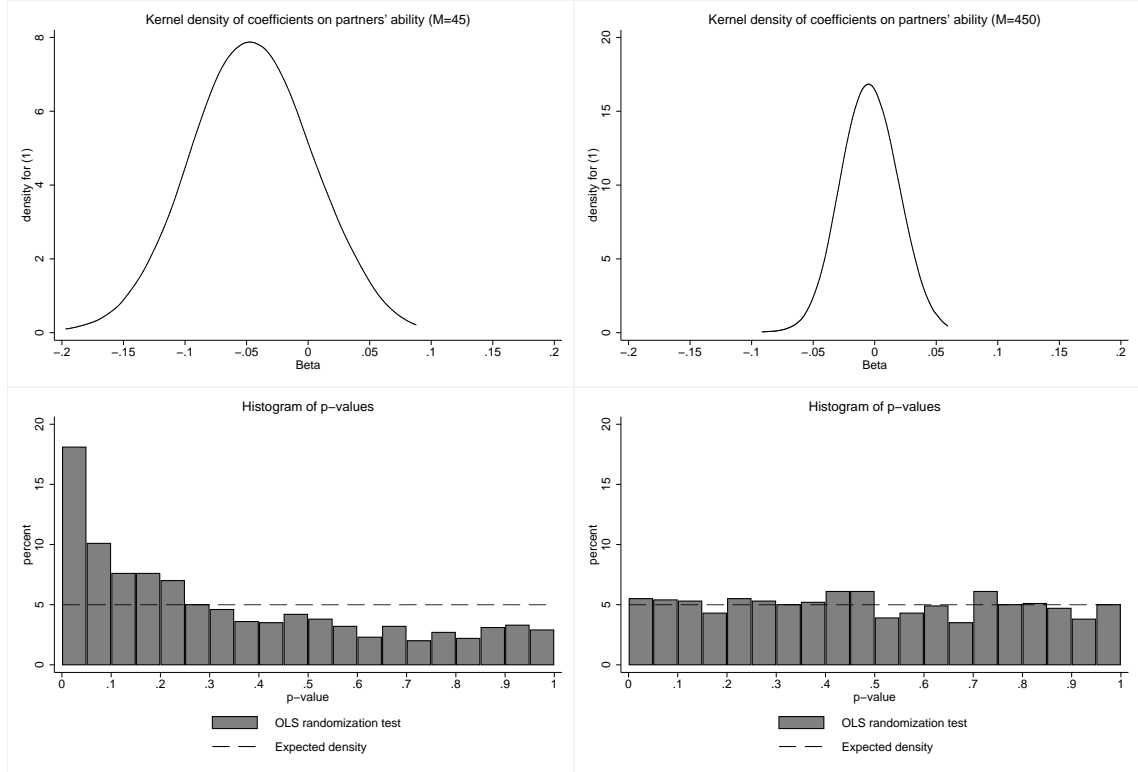 Kernel density of coefficients on partners' ability (M=45)
density for (1)
0 2 4 6 8
−.2 −.15 −.1 −.05 0 .05 .1 .15 .2
Beta
Kernel density of coefficients on partners' ability (M=450)
density for (1)
0 5 10 15 20
−.2 −.15 −.1 −.05 0 .05 .1 .15 .2
Beta
Histogram of p−values
percent
0 5 10 15 20
0 .1 .2 .3 .4 .5 .6 .7 .8 .9 1
p−value
OLS randomization test
Expected density
Histogram of p−values
percent
0 5 10 15 20
0 .1 .2 .3 .4 .5 .6 .7 .8 .9 1
p−value
OLS randomization test
Expected density